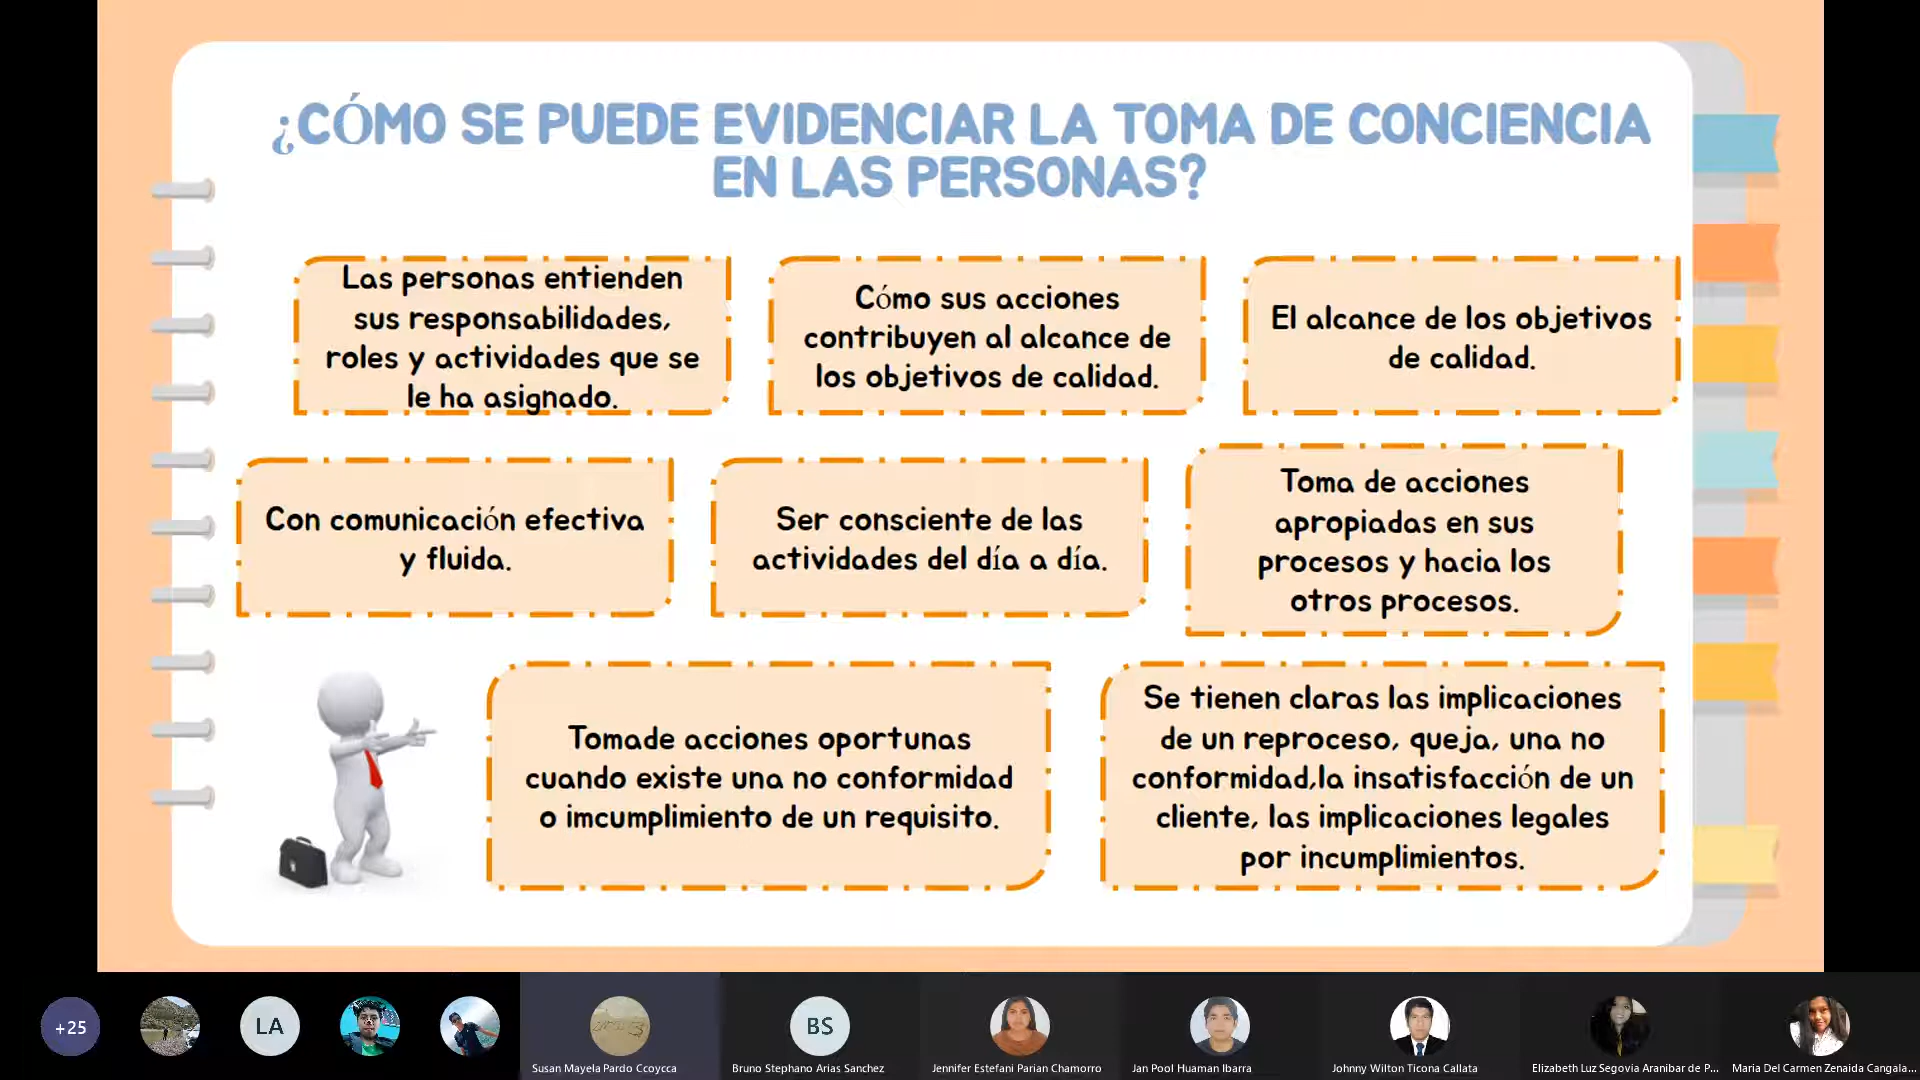 ¿CÓMO SE PUEDE EVIDENCIAR LA TOMA DE CONCIENCIA
EN LAS PERSONAS?
Las personas entienden
sus responsabilidades,
roles y actividades que se
le ha asignado.
Cómo sus acciones
contribuyen al alcance de
los objetivos de calidad.
El alcance de los objetivos
de calidad.
Con comunicación efectiva
y fluida.
Ser consciente de las
actividades del día a día.
Toma de acciones
apropiadas en sus
procesos y hacia los
otros procesos.
Tomade acciones oportunas
cuando existe una no conformidad
o imcumplimiento de un requisito.
Se tienen claras las implicaciones
de un reproceso, queja, una no
conformidad,la insatisfacción de un
cliente, las implicaciones legales
por incumplimientos.
+25
LA
BS
Susan Mayela Pardo Ccoycca
Bruno Stephano Arias Sanchez
Jennifer Estefani Parian Chamorro
Jan Pool Huaman Ibarra
Johnny Wilton Ticona Callata
Elizabeth Luz Segovia Aranibar de P...
Maria Del Carmen Zenaida Cangala...